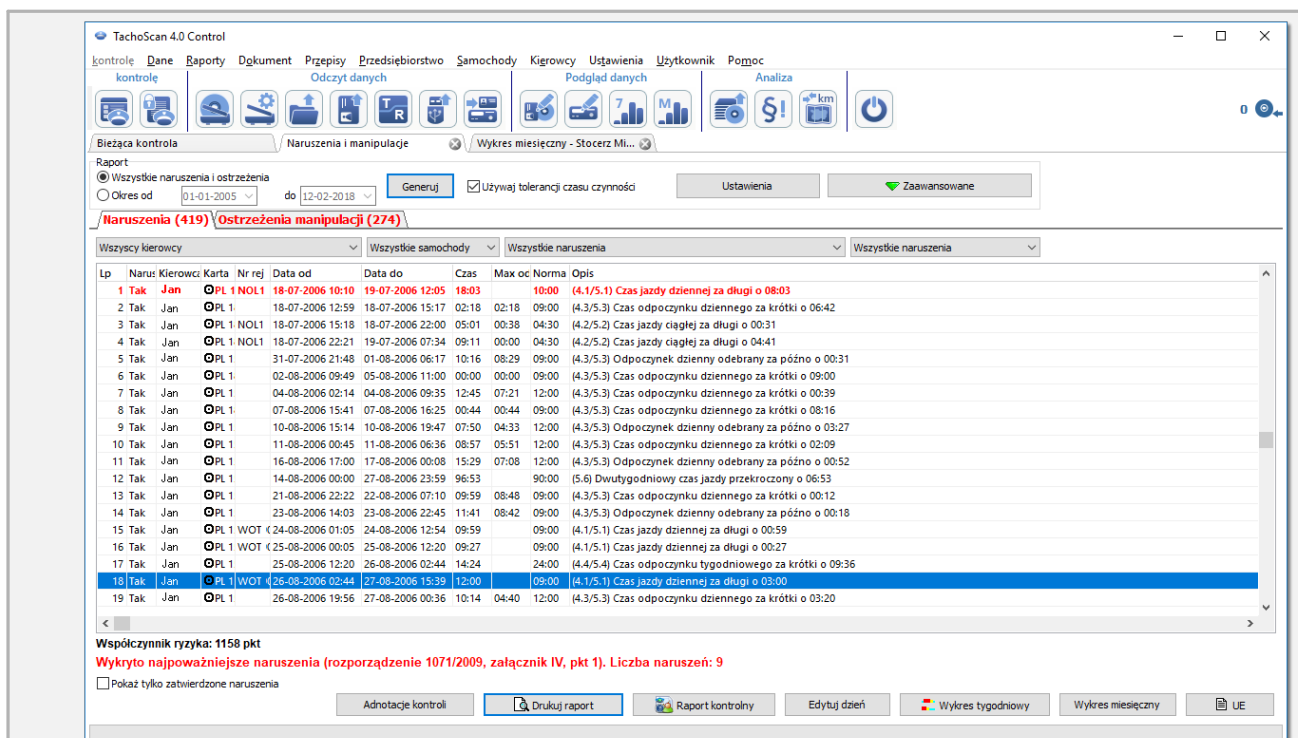 TachoScan 4.0 Control
kontrolę Dane Raporty Dokument Przepisy Przedsiębiorstwo Samochody Kierowcy Ustawienia Użytkownik Pomoc
kontrolę Odczyt danych Podgląd danych Analiza
T R 7 M §! km 0
Bieżąca kontrola Naruszenia i manipulacje Wykres miesięczny - Stocerz Mi...
Raport
Wszystkie naruszenia i ostrzeżenia
Okres od 01-01-2005 do 12-02-2018 Generuj Używaj tolerancji czasu czynności Ustawienia Zaawansowane
Naruszenia (419) Ostrzeżenia manipulacji (274)
Wszyscy kierowcy Wszystkie samochody Wszystkie naruszenia Wszystkie naruszenia
Lp Narus Kierowca Karta Nr rej Data od Data do Czas Max od Norma Opis
1 Tak Jan PL 1 NOL1 18-07-2006 10:10 19-07-2006 12:05 18:03 10:00 (4.1/5.1) Czas jazdy dziennej za długi o 08:03
2 Tak Jan PL 1 18-07-2006 12:59 18-07-2006 15:17 02:18 02:18 09:00 (4.3/5.3) Czas odpoczynku dziennego za krótki o 06:42
3 Tak Jan PL 1 NOL1 18-07-2006 15:18 18-07-2006 22:00 05:01 00:38 04:30 (4.2/5.2) Czas jazdy ciągłej za długi o 00:31
4 Tak Jan PL 1 NOL1 18-07-2006 22:21 19-07-2006 07:34 09:11 00:00 04:30 (4.2/5.2) Czas jazdy ciągłej za długi o 04:41
5 Tak Jan PL 1 31-07-2006 21:48 01-08-2006 06:17 10:16 08:29 09:00 (4.3/5.3) Odpoczynek dzienny odebrany za późno o 00:31
6 Tak Jan PL 1 02-08-2006 09:49 05-08-2006 11:00 00:00 00:00 09:00 (4.3/5.3) Czas odpoczynku dziennego za krótki o 09:00
7 Tak Jan PL 1 04-08-2006 02:14 04-08-2006 09:35 12:45 07:21 12:00 (4.3/5.3) Czas odpoczynku dziennego za krótki o 00:39
8 Tak Jan PL 1 07-08-2006 15:41 07-08-2006 16:25 00:44 00:44 09:00 (4.3/5.3) Czas odpoczynku dziennego za krótki o 08:16
9 Tak Jan PL 1 10-08-2006 15:14 10-08-2006 19:47 07:50 04:33 12:00 (4.3/5.3) Odpoczynek dzienny odebrany za późno o 03:27
10 Tak Jan PL 1 11-08-2006 00:45 11-08-2006 06:36 08:57 05:51 12:00 (4.3/5.3) Czas odpoczynku dziennego za krótki o 02:09
11 Tak Jan PL 1 16-08-2006 17:00 17-08-2006 00:08 15:29 07:08 12:00 (4.3/5.3) Odpoczynek dzienny odebrany za późno o 00:52
12 Tak Jan PL 1 14-08-2006 00:00 27-08-2006 23:59 96:53 90:00 (5.6) Dwutygodniowy czas jazdy przekroczony o 06:53
13 Tak Jan PL 1 21-08-2006 22:22 22-08-2006 07:10 09:59 08:48 09:00 (4.3/5.3) Czas odpoczynku dziennego za krótki o 00:12
14 Tak Jan PL 1 23-08-2006 14:03 23-08-2006 22:45 11:41 08:42 09:00 (4.3/5.3) Odpoczynek dzienny odebrany za późno o 00:18
15 Tak Jan PL 1 WOT 24-08-2006 01:05 24-08-2006 12:54 09:59 09:00 (4.1/5.1) Czas jazdy dziennej za długi o 00:59
16 Tak Jan PL 1 WOT 25-08-2006 00:05 25-08-2006 12:20 09:27 09:00 (4.1/5.1) Czas jazdy dziennej za długi o 00:27
17 Tak Jan PL 1 25-08-2006 12:20 26-08-2006 02:44 14:24 24:00 (4.4/5.4) Czas odpoczynku tygodniowego za krótki o 09:36
18 Tak Jan PL 1 WOT 26-08-2006 02:44 27-08-2006 15:39 12:00 09:00 (4.1/5.1) Czas jazdy dziennej za długi o 03:00
19 Tak Jan PL 1 26-08-2006 19:56 27-08-2006 00:36 10:14 04:40 12:00 (4.3/5.3) Czas odpoczynku dziennego za krótki o 03:20
Współczynnik ryzyka: 1158 pkt
Wykryto najpoważniejsze naruszenia (rozporządzenie 1071/2009, załącznik IV, pkt 1). Liczba naruszeń: 9
Pokaż tylko zatwierdzone naruszenia
Adnotacje kontroli Drukuj raport Raport kontrolny Edytuj dzień Wykres tygodniowy Wykres miesięczny UE